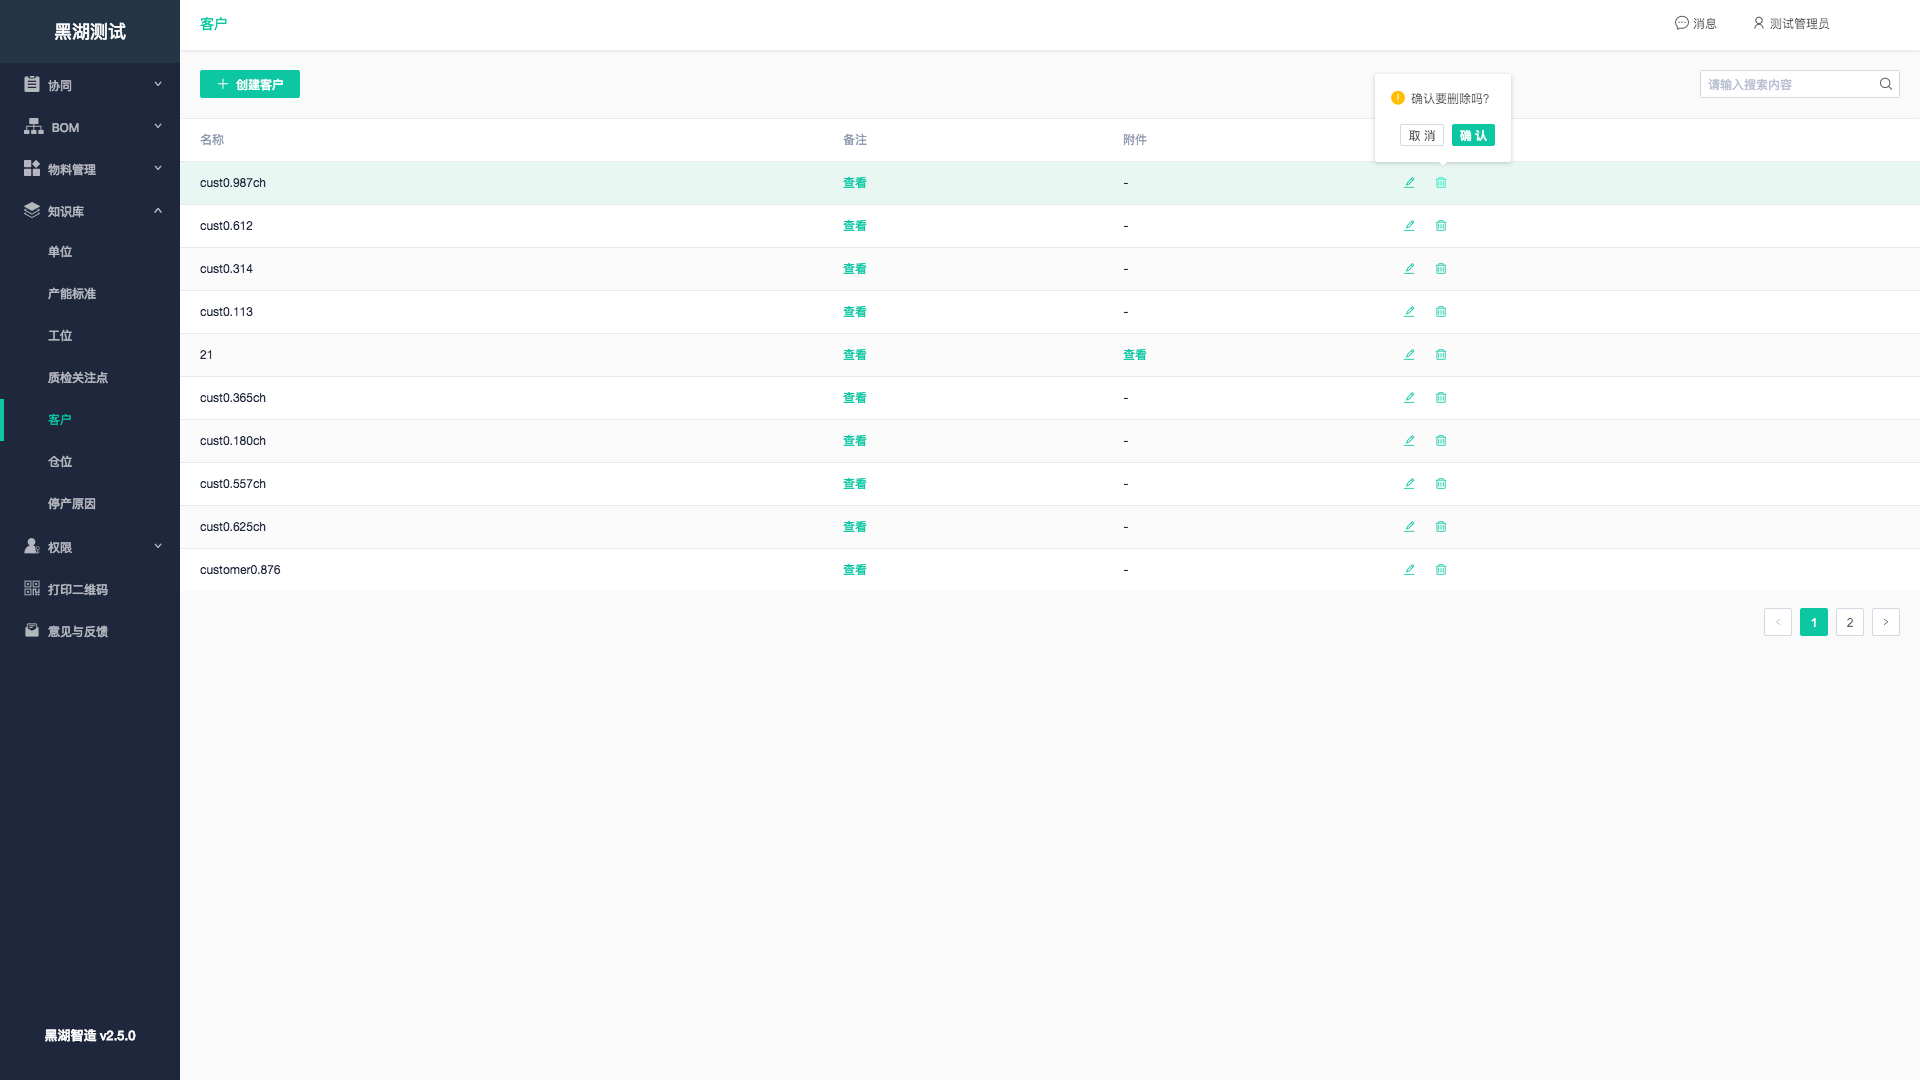 黑湖测试
协同
BOM
物料管理
知识库
单位
产能标准
工位
质检关注点
客户
仓位
停产原因
权限
打印二维码
意见与反馈
黑湖智造 v2.5.0
客户
消息
测试管理员
创建客户
请输入搜索内容
确认要删除吗?
取 消 确 认
名称 备注 附件
cust0.987ch 查看 -
cust0.612 查看 -
cust0.314 查看 -
cust0.113 查看 -
21 查看 查看
cust0.365ch 查看 -
cust0.180ch 查看 -
cust0.557ch 查看 -
cust0.625ch 查看 -
customer0.876 查看 -
1 2